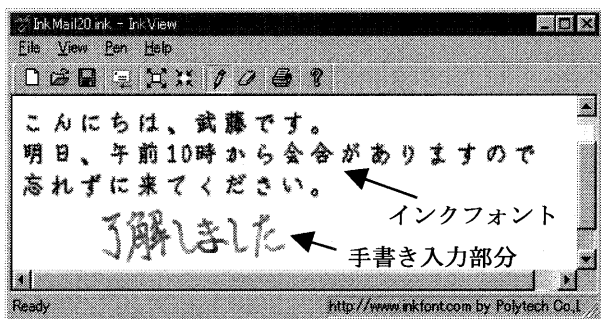 InkMail20.ink - InkView
File View Pen Help
こんにちは、武藤です。
明日、午前10時から会合がありますので
忘れずに来てください。
インクフォント
了解しました
手書き入力部分
Ready http://www.inkfont.com by Polytech Co.,l